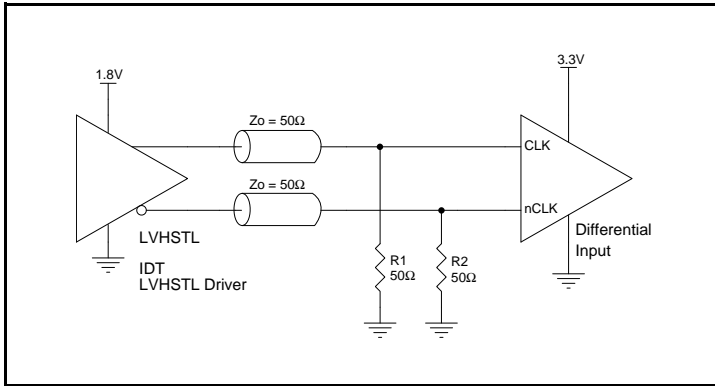 1.8V
3.3V
Zo = 50Ω
CLK
Zo = 50Ω
nCLK
LVHSTL
IDT
LVHSTL Driver
R1
50Ω
R2
50Ω
Differential
Input